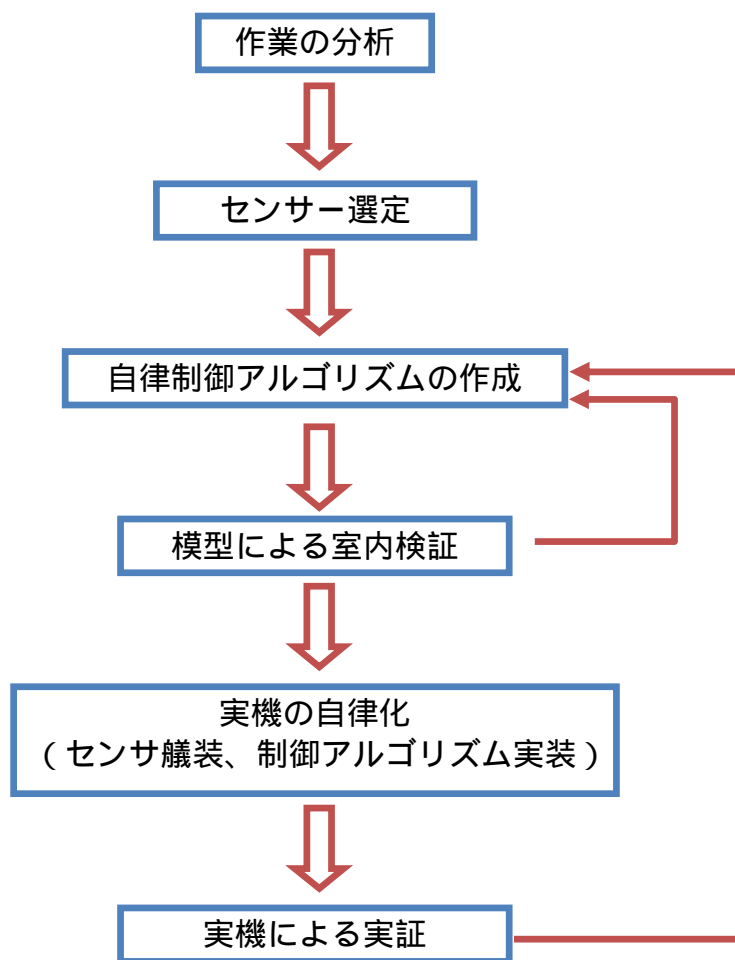 作業の分析
センサー選定
自律制御アルゴリズムの作成
模型による室内検証
実機の自律化
（センサ艤装、制御アルゴリズム実装）
実機による実証